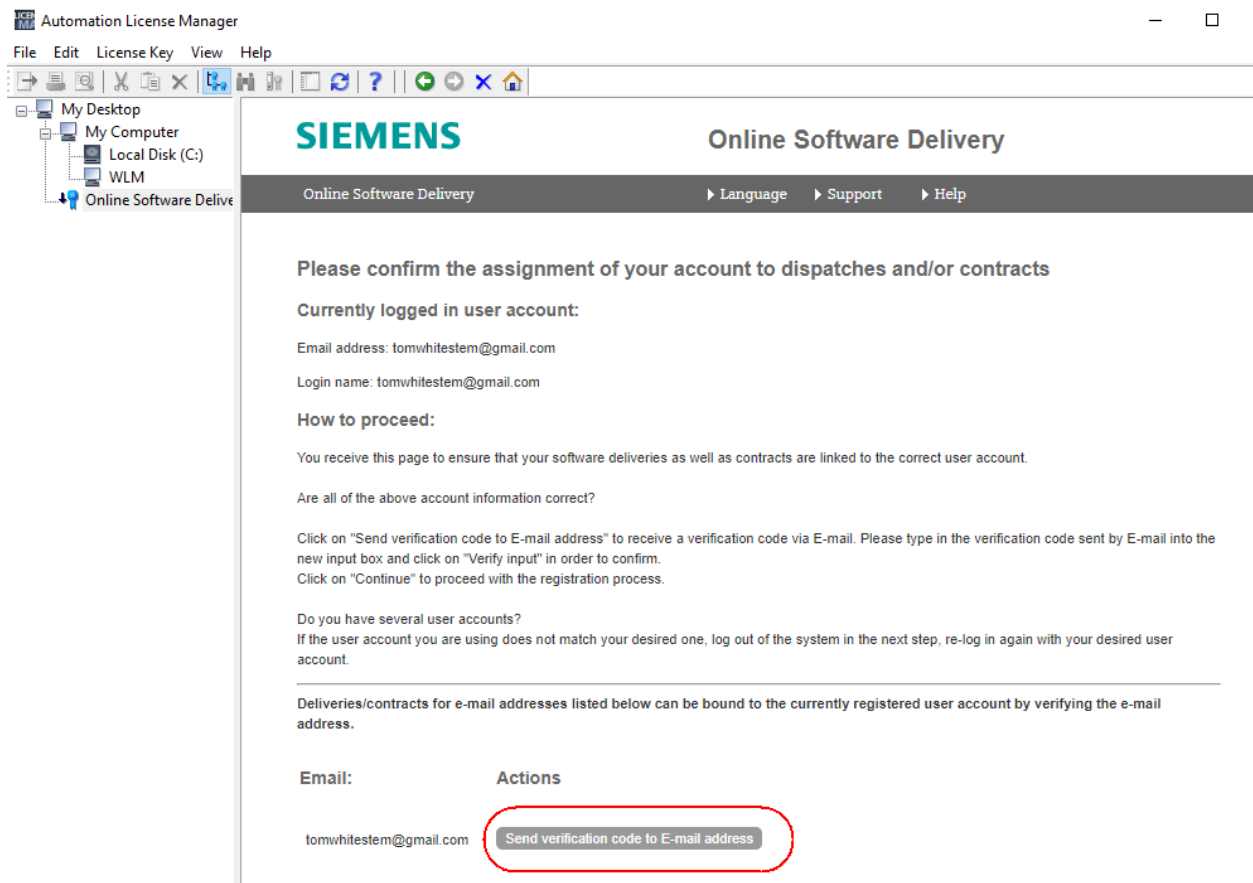 Automation License Manager
File Edit License Key View Help
My Desktop
My Computer
Local Disk (C:)
WLM
Online Software Delive
SIEMENS
Online Software Delivery
Online Software Delivery Language Support Help
Please confirm the assignment of your account to dispatches and/or contracts
Currently logged in user account:
Email address: tomwhitestem@gmail.com
Login name: tomwhitestem@gmail.com
How to proceed:
You receive this page to ensure that your software deliveries as well as contracts are linked to the correct user account.
Are all of the above account information correct?
Click on "Send verification code to E-mail address" to receive a verification code via E-mail. Please type in the verification code sent by E-mail into the
new input box and click on "Verify input" in order to confirm.
Click on "Continue" to proceed with the registration process.
Do you have several user accounts?
If the user account you are using does not match your desired one, log out of the system in the next step, re-log in again with your desired user
account.
Deliveries/contracts for e-mail addresses listed below can be bound to the currently registered user account by verifying the e-mail
address.
Email: Actions
tomwhitestem@gmail.com Send verification code to E-mail address